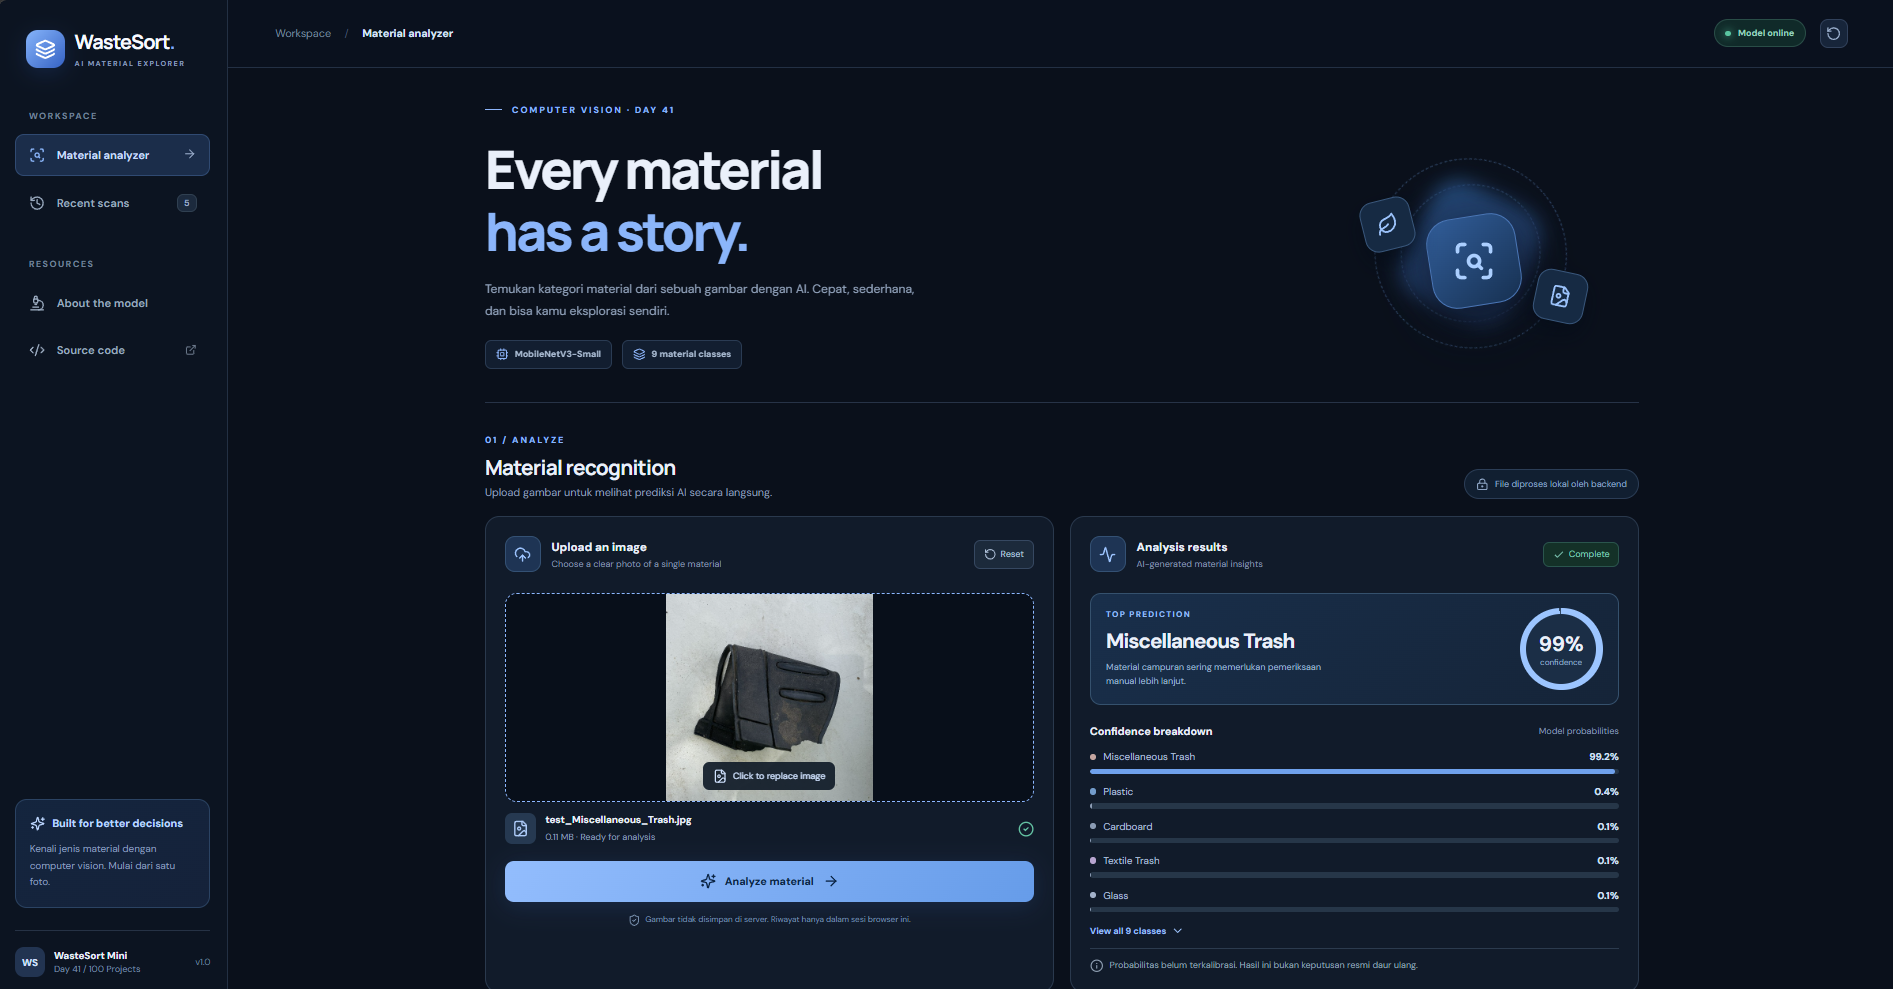 WasteSort.
AI MATERIAL EXPLORER
WORKSPACE
Material analyzer
Recent scans
5
RESOURCES
About the model
Source code
Built for better decisions
Kenali jenis material dengan
computer vision. Mulai dari satu
foto.
WS
WasteSort Mini
Day 41 / 100 Projects
v1.0
Workspace / Material analyzer
Model online
COMPUTER VISION · DAY 41
Every material
has a story.
Temukan kategori material dari sebuah gambar dengan AI. Cepat, sederhana,
dan bisa kamu eksplorasi sendiri.
MobileNetV3-Small
9 material classes
01 / ANALYZE
Material recognition
Upload gambar untuk melihat prediksi AI secara langsung.
File diproses lokal oleh backend
Upload an image
Choose a clear photo of a single material
Reset
Click to replace image
test_Miscellaneous_Trash.jpg
0.11 MB · Ready for analysis
Analyze material
Gambar tidak disimpan di server. Riwayat hanya dalam sesi browser ini.
Analysis results
AI-generated material insights
Complete
TOP PREDICTION
Miscellaneous Trash
Material campuran sering memerlukan pemeriksaan
manual lebih lanjut.
99%
confidence
Confidence breakdown
Model probabilities
Miscellaneous Trash
99.2%
Plastic
0.4%
Cardboard
0.1%
Textile Trash
0.1%
Glass
0.1%
View all 9 classes
Probabilitas belum terkalibrasi. Hasil ini bukan keputusan resmi daur ulang.